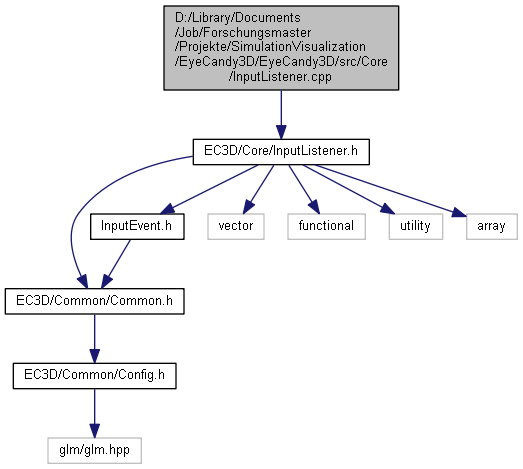 D:/Library/Documents
/Job/Forschungsmaster
/Projekte/SimulationVisualization
/EyeCandy3D/EyeCandy3D/src/Core
/InputListener.cpp
EC3D/Core/InputListener.h
InputEvent.h
vector
functional
utility
array
EC3D/Common/Common.h
EC3D/Common/Config.h
glm/glm.hpp